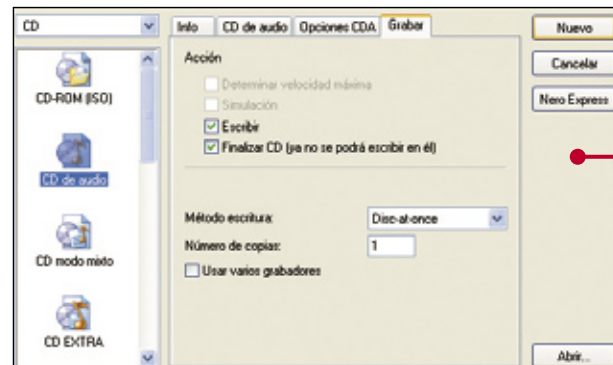 CD
Info CD de audio Opciones CDA Grabar
Nuevo
Cancelar
Nero Express
CD-ROM (ISO)
CD de audio
CD modo mixto
CD EXTRA
Acción
Determinar velocidad máxima
Simulación
Escribir
Finalizar CD (ya no se podrá escribir en él)
Método escritura: Disc-at-once
Número de copias: 1
Usar varios grabadores
Abrir...